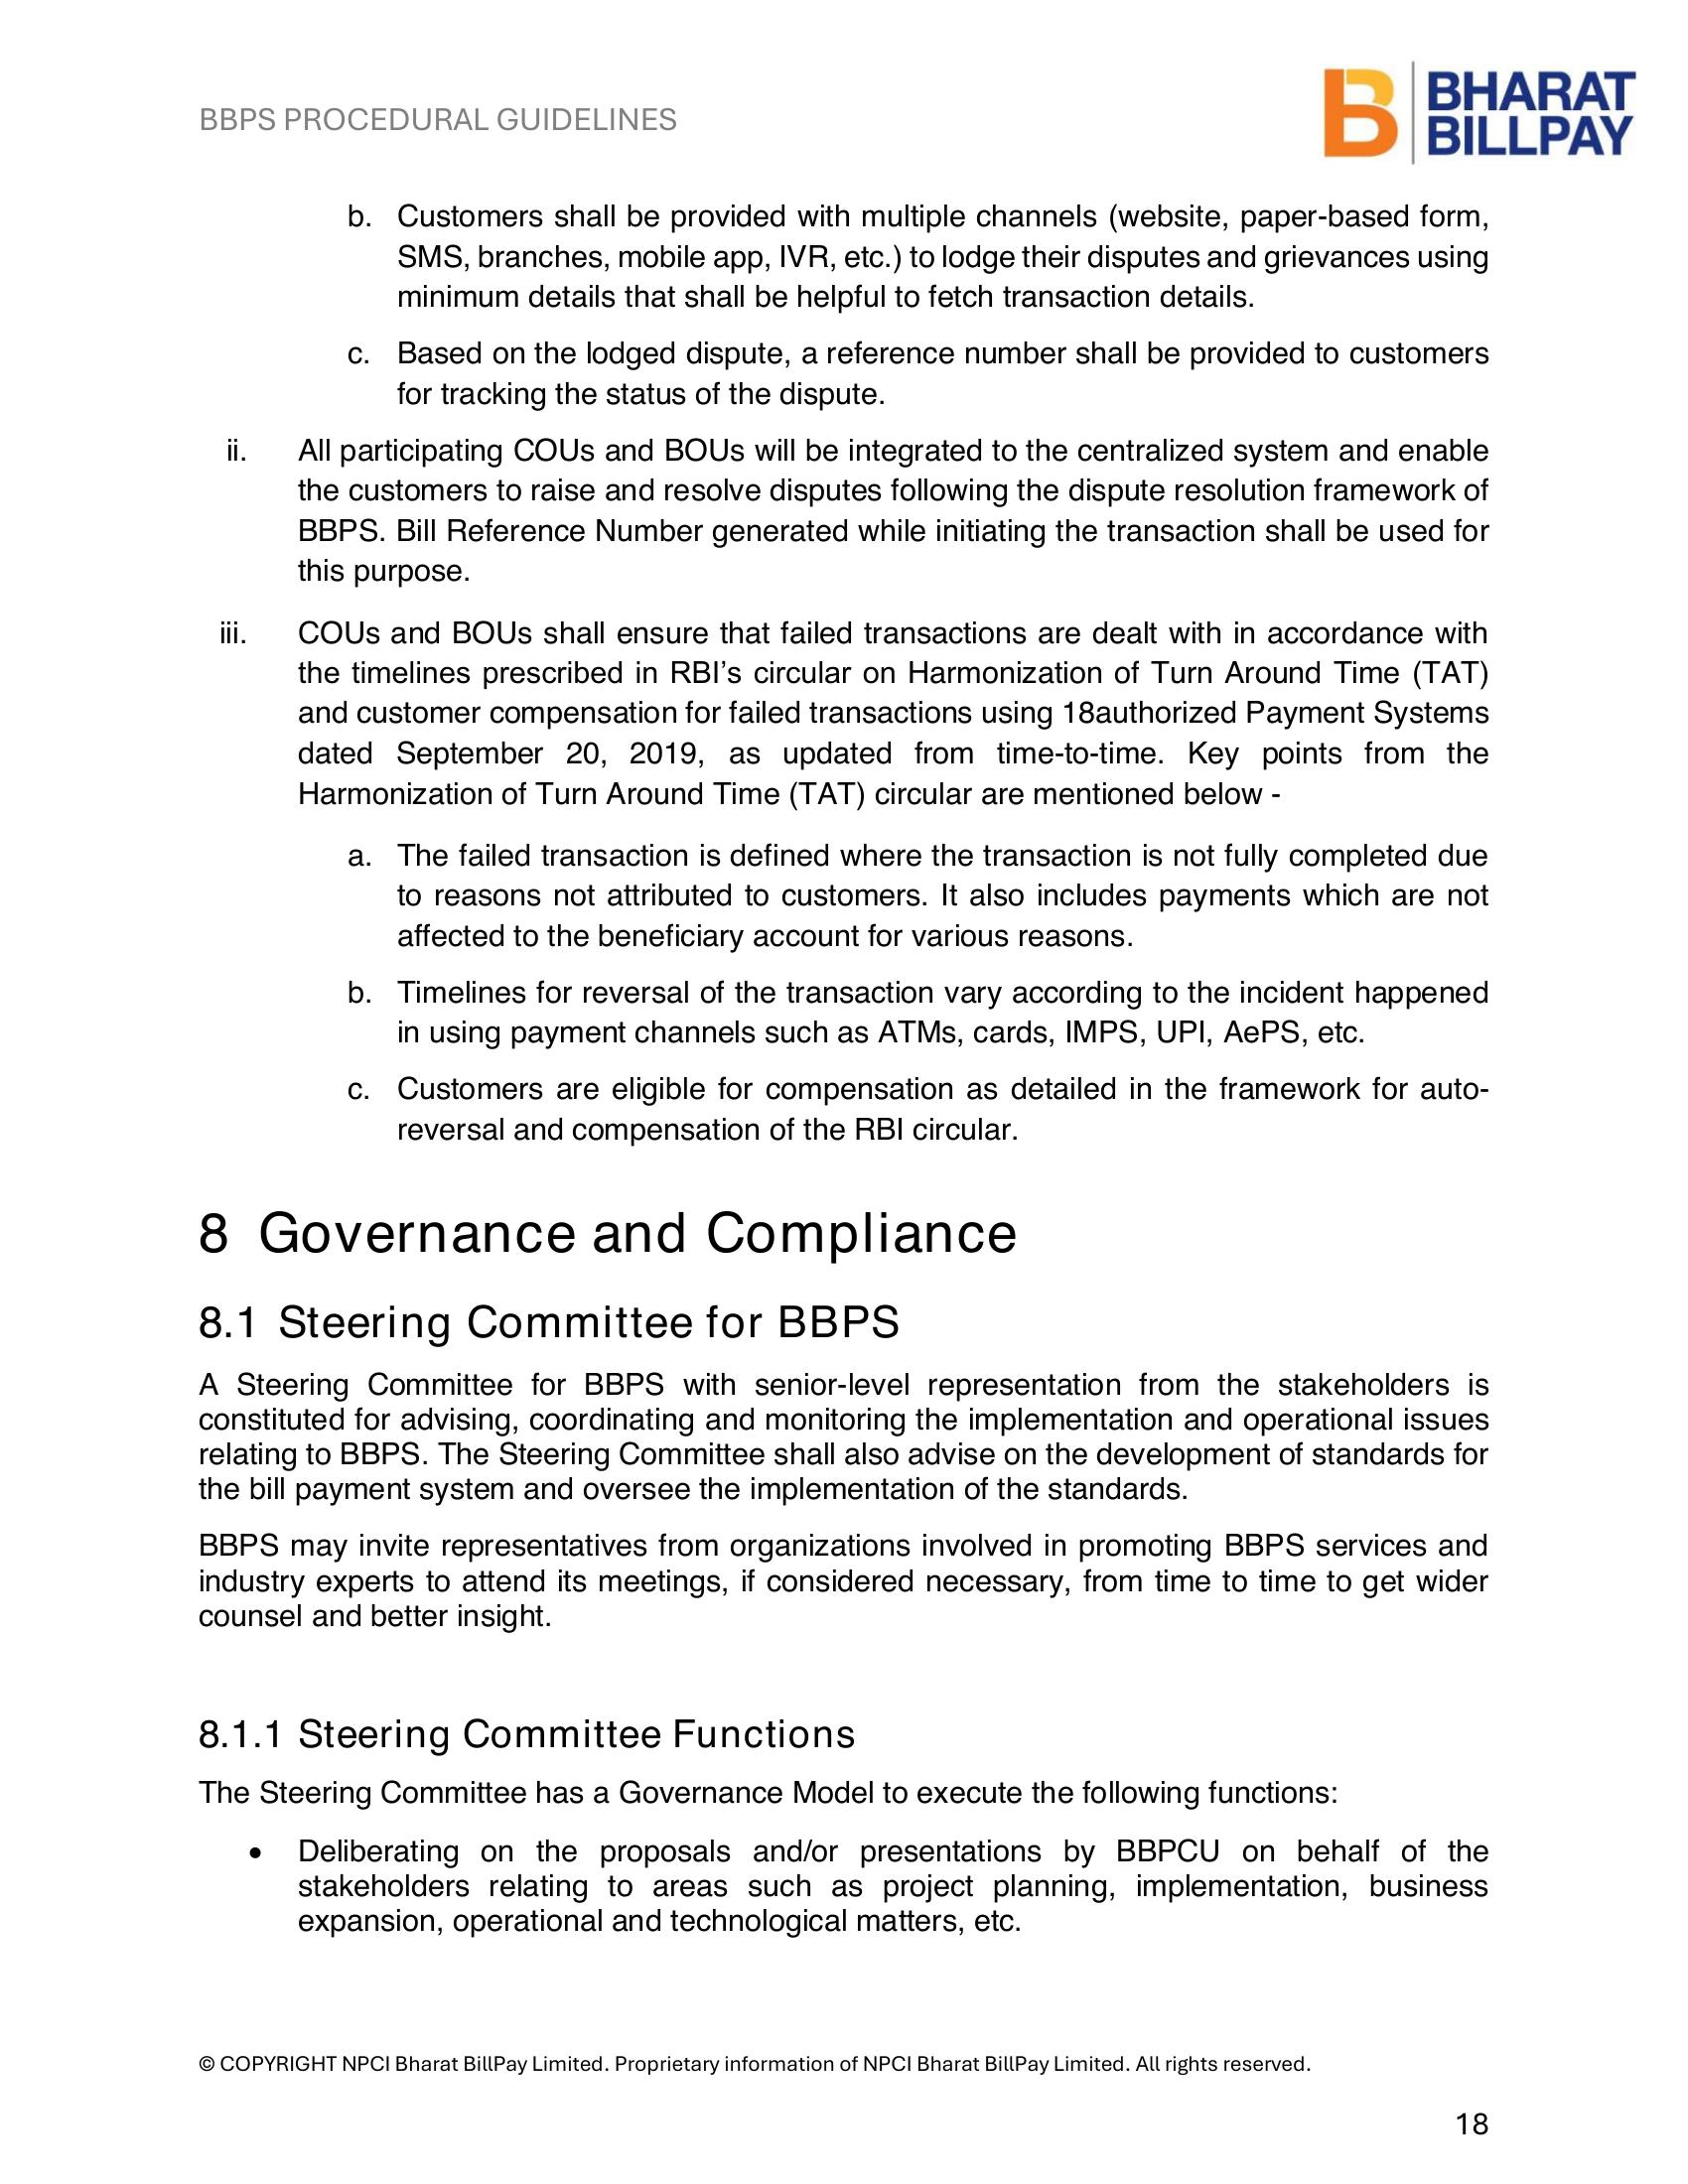 BBPS PROCEDURAL GUIDELINES
BHARAT
BILLPAY
b. Customers shall be provided with multiple channels (website, paper-based form,
SMS, branches, mobile app, IVR, etc.) to lodge their disputes and grievances using
minimum details that shall be helpful to fetch transaction details.
c. Based on the lodged dispute, a reference number shall be provided to customers
for tracking the status of the dispute.
ii. All participating COUs and BOUs will be integrated to the centralized system and enable
the customers to raise and resolve disputes following the dispute resolution framework of
BBPS. Bill Reference Number generated while initiating the transaction shall be used for
this purpose.
iii. COUs and BOUs shall ensure that failed transactions are dealt with in accordance with
the timelines prescribed in RBI’s circular on Harmonization of Turn Around Time (TAT)
and customer compensation for failed transactions using 18authorized Payment Systems
dated September 20, 2019, as updated from time-to-time. Key points from the
Harmonization of Turn Around Time (TAT) circular are mentioned below -
a. The failed transaction is defined where the transaction is not fully completed due
to reasons not attributed to customers. It also includes payments which are not
affected to the beneficiary account for various reasons.
b. Timelines for reversal of the transaction vary according to the incident happened
in using payment channels such as ATMs, cards, IMPS, UPI, AePS, etc.
c. Customers are eligible for compensation as detailed in the framework for auto-
reversal and compensation of the RBI circular.
8 Governance and Compliance
8.1 Steering Committee for BBPS
A Steering Committee for BBPS with senior-level representation from the stakeholders is
constituted for advising, coordinating and monitoring the implementation and operational issues
relating to BBPS. The Steering Committee shall also advise on the development of standards for
the bill payment system and oversee the implementation of the standards.
BBPS may invite representatives from organizations involved in promoting BBPS services and
industry experts to attend its meetings, if considered necessary, from time to time to get wider
counsel and better insight.
8.1.1 Steering Committee Functions
The Steering Committee has a Governance Model to execute the following functions:
• Deliberating on the proposals and/or presentations by BBPCU on behalf of the
stakeholders relating to areas such as project planning, implementation, business
expansion, operational and technological matters, etc.
© COPYRIGHT NPCI Bharat BillPay Limited. Proprietary information of NPCI Bharat BillPay Limited. All rights reserved.
18